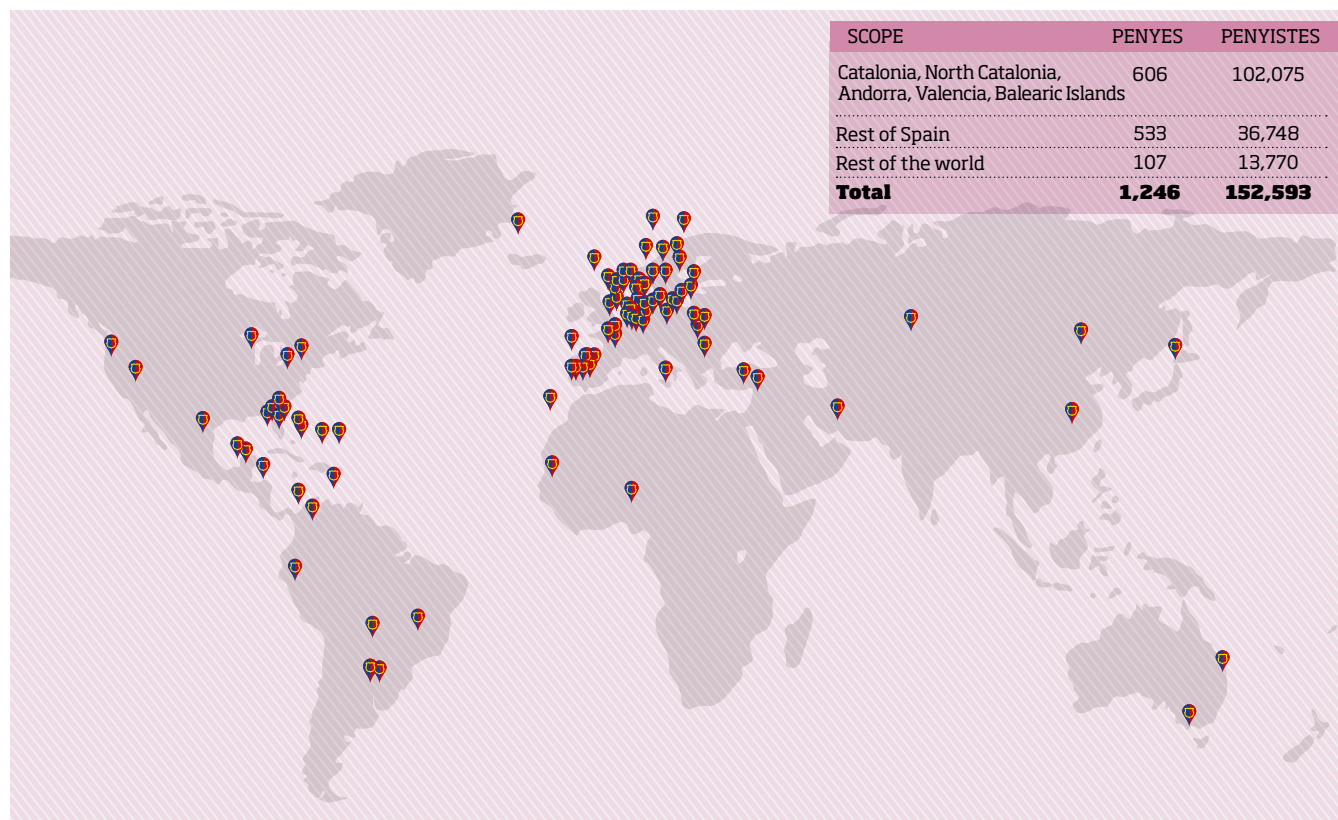 SCOPE PENYES PENYISTES
Catalonia, North Catalonia, 606 102,075
Andorra, Valencia, Balearic Islands
Rest of Spain 533 36,748
Rest of the world 107 13,770
Total 1,246 152,593